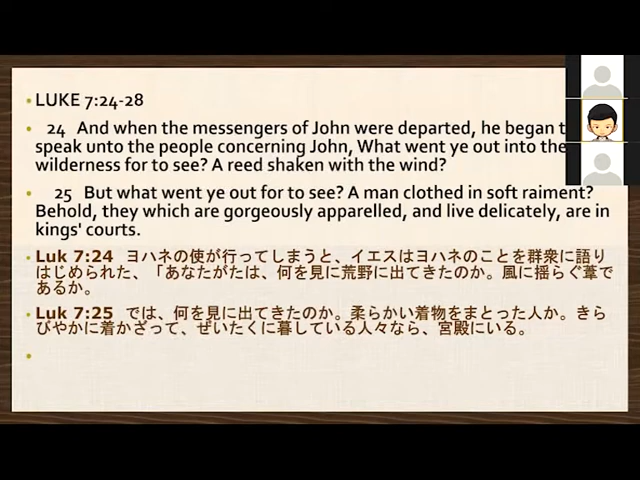 LUKE 7:24-28
24 And when the messengers of John were departed, he began t
speak unto the people concerning John, What went ye out into the
wilderness for to see? A reed shaken with the wind?
25 But what went ye out for to see? A man clothed in soft raiment?
Behold, they which are gorgeously apparelled, and live delicately, are in
kings' courts.
Luk 7:24 ヨハネの使が行ってしまうと、イエスはヨハネのことを群衆に語り
はじめられた、「あなたがたは、何を見に荒野に出てきたのか。風に揺らぐ葦で
あるか。
Luk 7:25 では、何を見に出てきたのか。柔らかい着物をまとった人か。きら
びやかに着かざって、ぜいたくに暮している人々なら、宮殿にいる。